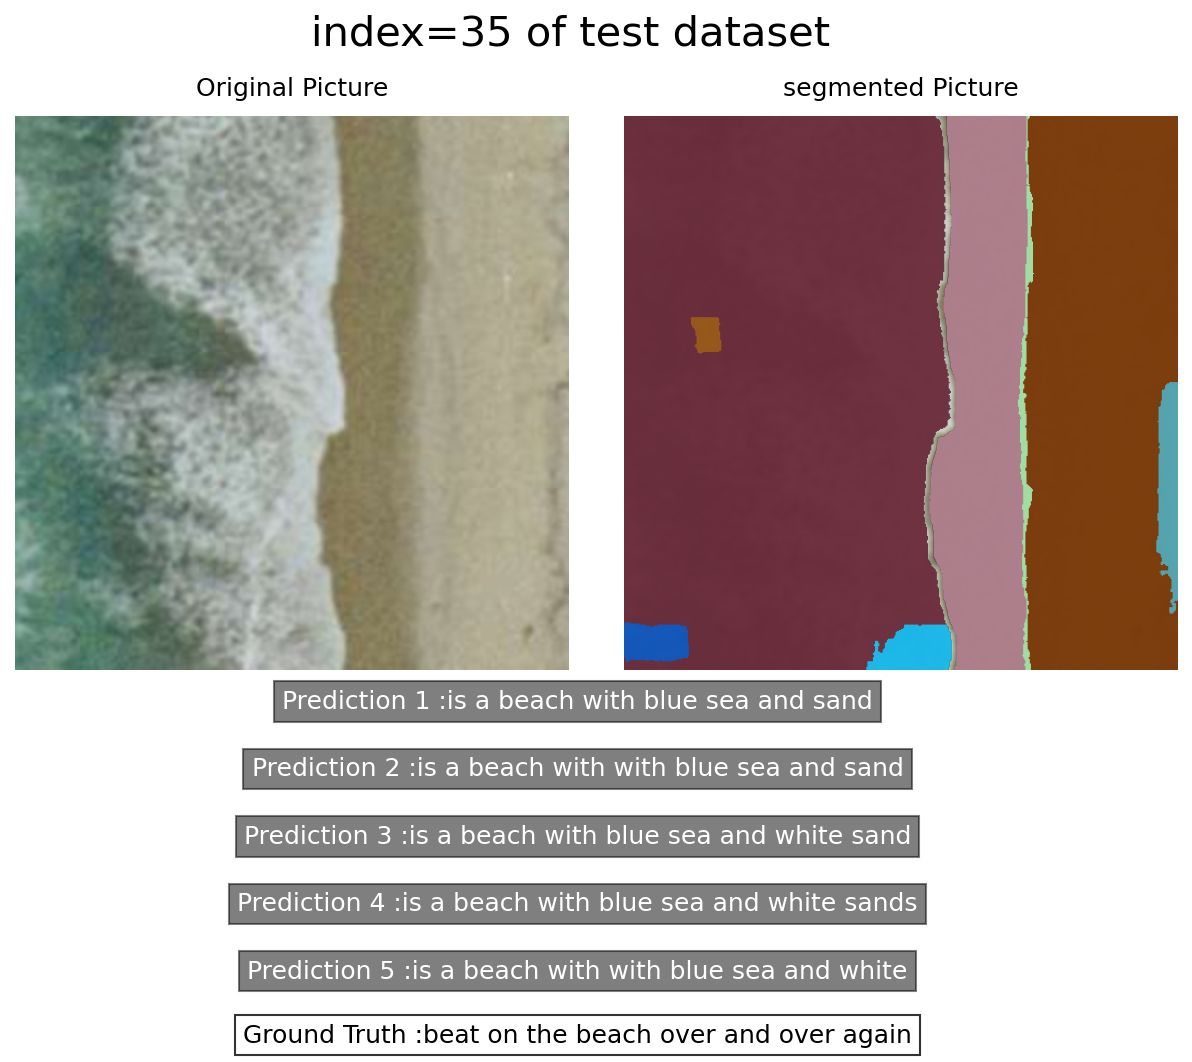 index=35 of test dataset
Original Picture
segmented Picture
Prediction 1 :is a beach with blue sea and sand
Prediction 2 :is a beach with with blue sea and sand
Prediction 3 :is a beach with blue sea and white sand
Prediction 4 :is a beach with blue sea and white sands
Prediction 5 :is a beach with with blue sea and white
Ground Truth :beat on the beach over and over again